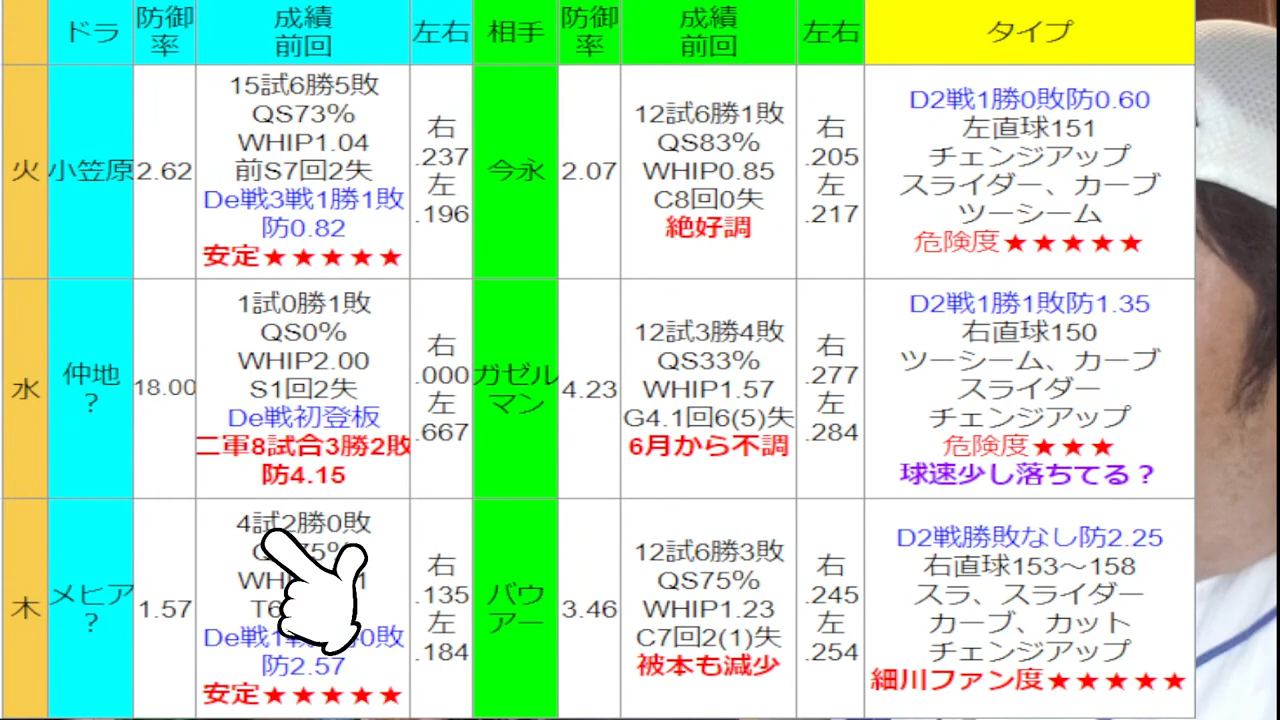 ドラ
防御
率
成績
前回
左右
相手
防御
率
成績
前回
左右
タイプ
火
小笠原
2.62
15試6勝5敗
QS73%
WHIP1.04
前S7回2失
De戦3戦1勝1敗
防0.82
安定★★★★★
右
.237
左
.196
今永
2.07
12試6勝1敗
QS83%
WHIP0.85
C8回0失
絶好調
右
.205
左
.217
D2戦1勝0敗防0.60
左直球151
チェンジアップ
スライダー、カーブ
ツーシーム
危険度★★★★★
水
仲地
?
18.00
1試0勝1敗
QS0%
WHIP2.00
S1回2失
De戦初登板
二軍8試合3勝2敗
防4.15
右
.000
左
.667
ガゼル
マン
4.23
12試3勝4敗
QS33%
WHIP1.57
G4.1回6(5)失
6月から不調
右
.277
左
.284
D2戦1勝1敗防1.35
右直球150
ツーシーム、カーブ
スライダー
チェンジアップ
危険度★★★
球速少し落ちてる？
木
メヒア
?
1.57
4試2勝0敗
De戦1 0敗
防2.57
安定★★★★★
右
.135
左
.184
バウ
アー
3.46
12試6勝3敗
QS75%
WHIP1.23
C7回2(1)失
被本も減少
右
.245
左
.254
D2戦勝敗なし防2.25
右直球153～158
スラ、スライダー
カーブ、カット
チェンジアップ
細川ファン度★★★★★